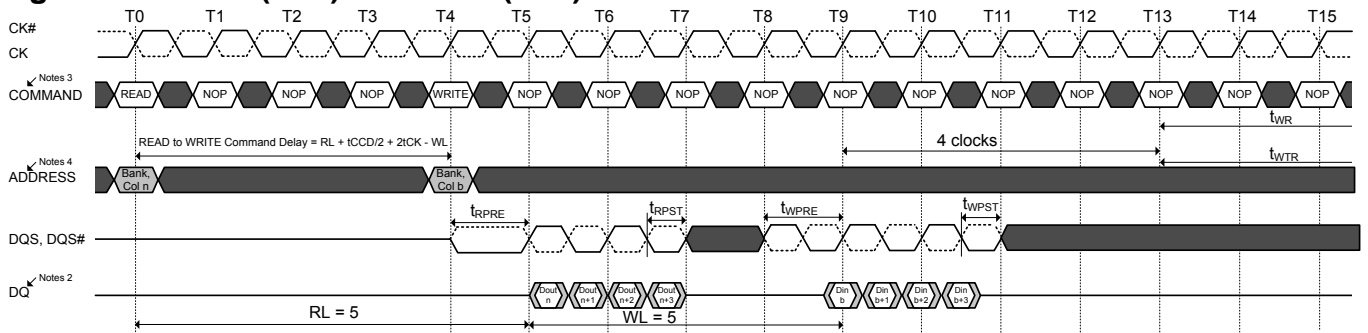 T0 T1 T2 T3 T4 T5 T6 T7 T8 T9 T10 T11 T12 T13 T14 T15
CK#
CK
Notes 3
COMMAND READ NOP NOP NOP WRITE NOP NOP NOP NOP NOP NOP NOP NOP NOP NOP NOP
tWR
READ to WRITE Command Delay = RL + tCCD/2 + 2tCK - WL
4 clocks
tWTR
Notes 4
ADDRESS Bank, Col n Bank, Col b
tRPRE tRPST tWPRE tWPST
DQS, DQS#
Notes 2
DQ Dout n Dout n+1 Dout n+2 Dout n+3 Din b Din b+1 Din b+2 Din b+3
RL = 5 WL = 5